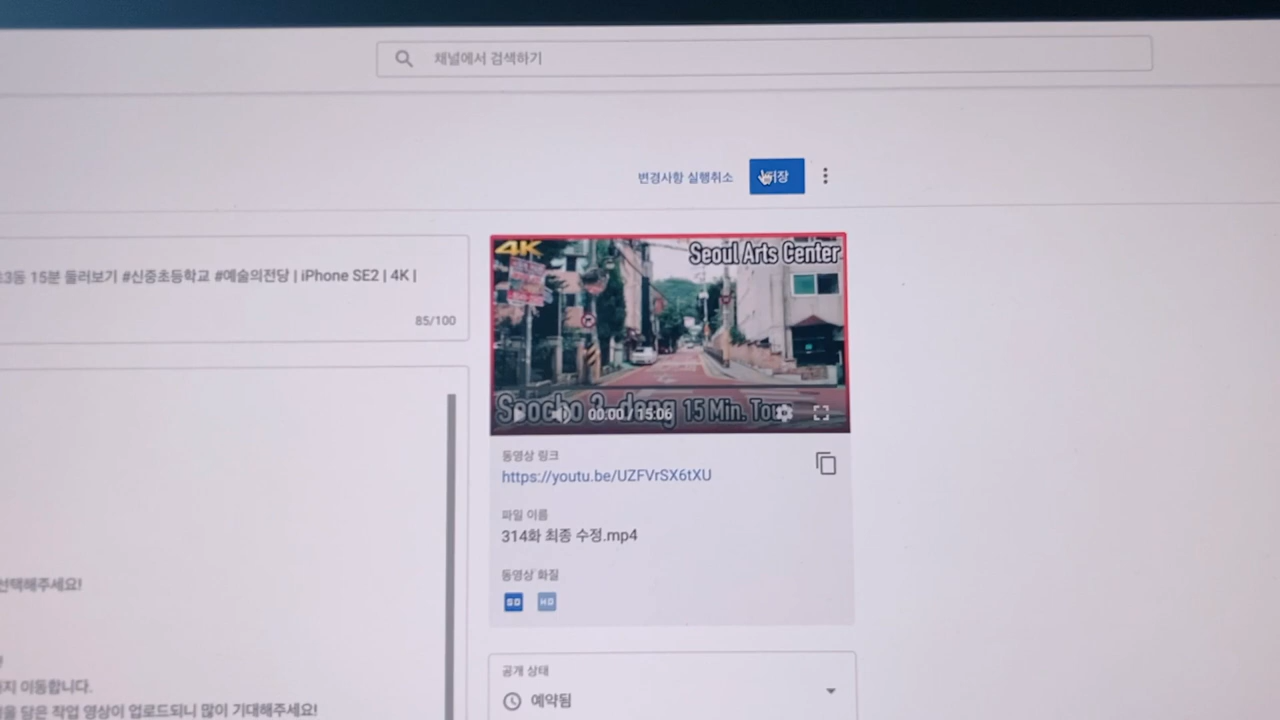 채널에서 검색하기
변경사항 실행취소
저장
3동 15분 둘러보기 #신중초등학교 #예술의전당 | iPhone SE2 | 4K |
85/100
4K
Seoul Arts Center
Seocho 3-dong 15 Min. Tour
00:00 / 15:06
동영상 링크
https://youtu.be/UZFVrSX6tXU
파일 이름
314화 최종 수정.mp4
동영상 화질
SD HD
선택해주세요!
지 이동합니다.
을 담은 작업 영상이 업로드되니 많이 기대해주세요!
공개 상태
예약됨